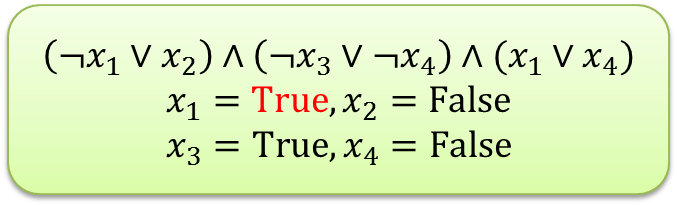 (¬x₁ ∨ x₂) ∧ (¬x₃ ∨ ¬x₄) ∧ (x₁ ∨ x₄)
x₁ = True, x₂ = False
x₃ = True, x₄ = False